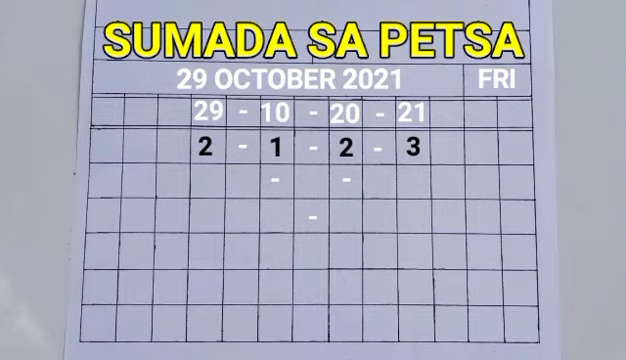 SUMADA SA PETSA
29 OCTOBER 2021 FRI
29 - 10 - 20 - 21
2 - 1 - 2 - 3
- -
-